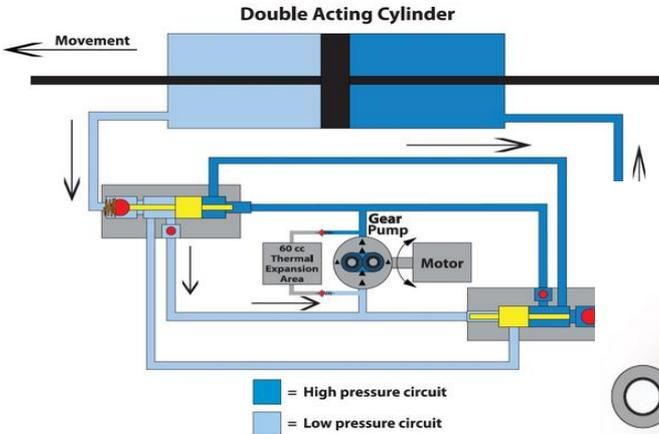 Double Acting Cylinder
Movement
Gear
Pump
60 cc
Thermal
Expansion
Area
Motor
= High pressure circuit
= Low pressure circuit